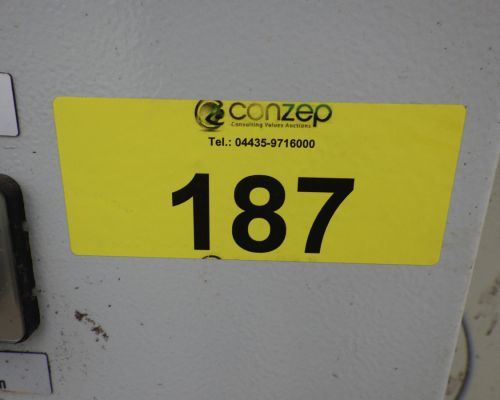 conzep
Consulting Values Auctions
Tel.: 04435-9716000
187
n